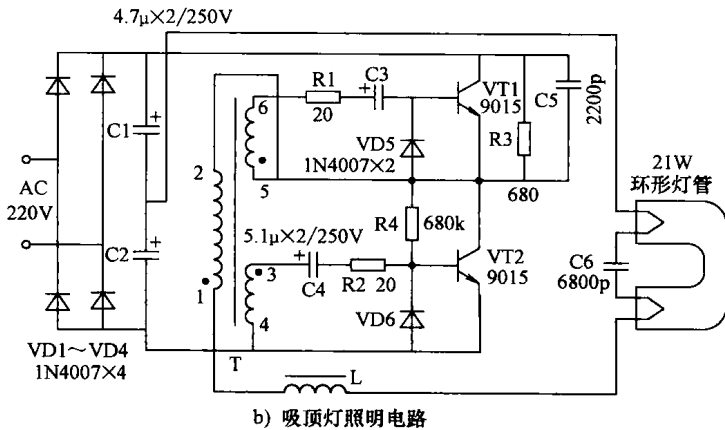 4.7μ×2/250V
C1
C2
AC
220V
VD1～VD4
1N4007×4
2
1
T
6
5
3
4
R1
20
C3
+
VT1
9015
VD5
1N4007×2
R3
680
C5
2200p
R4
680k
5.1μ×2/250V
C4
R2
20
VT2
9015
VD6
L
21W
环形灯管
C6
6800p
b) 吸顶灯照明电路